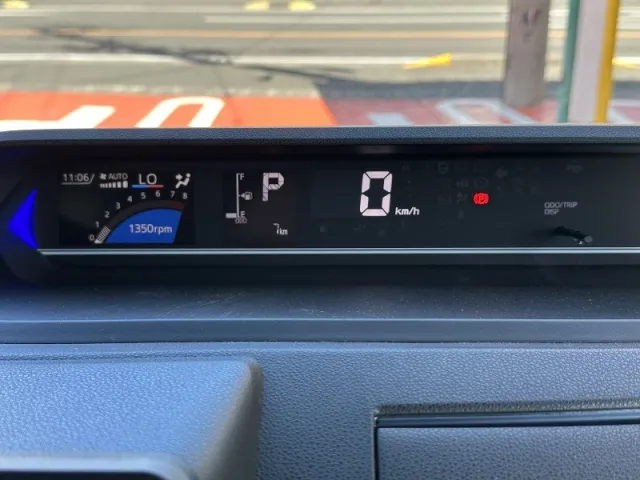 11:06/ AUTO LO
0 1 2 3 4 5 6 7 8
1350rpm
F
E
ODO
P
7km
0 km/h
P
ODO/TRIP
DISP